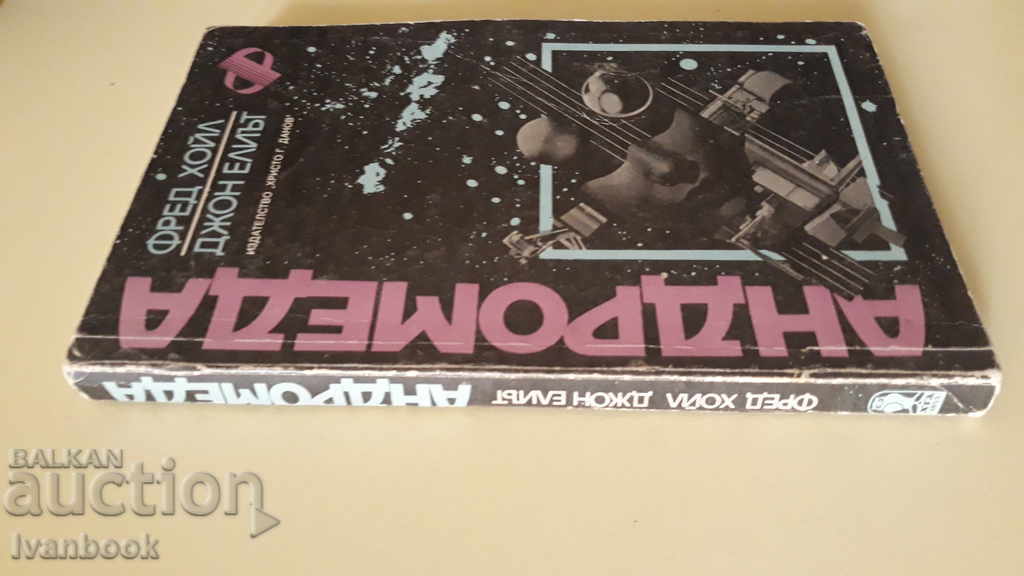 ФРЕД ХОЙЛ
ДЖОН ЕЛИЪТ
ИЗДАТЕЛСТВО „ХРИСТО Г. ДАНОВ“
АНДРОМЕДА
ФРЕД ХОЙЛ ДЖОН ЕЛИЪТ АНДРОМЕДА
BALKAN
auction
Ivanbook